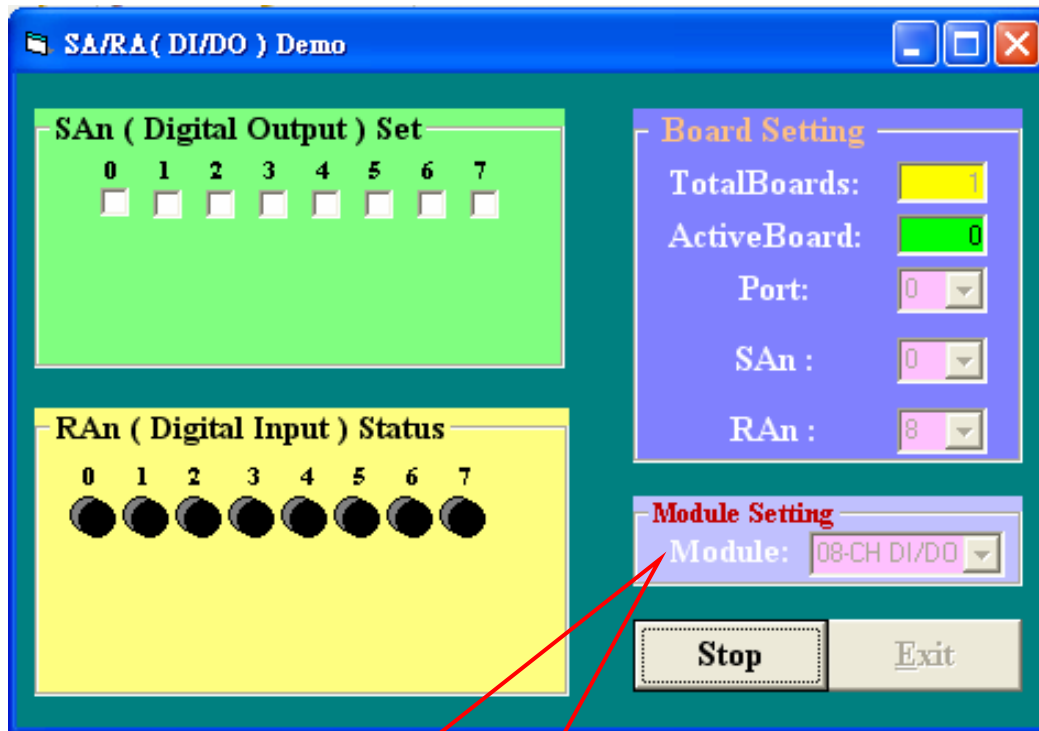 SA/RA( DI/DO ) Demo
SAn ( Digital Output ) Set
0 1 2 3 4 5 6 7
RAn ( Digital Input ) Status
0 1 2 3 4 5 6 7
Board Setting
TotalBoards: 1
ActiveBoard: 0
Port: 0
SAn : 0
RAn : 8
Module Setting
Module: 08-CH DI/DO
Stop Exit